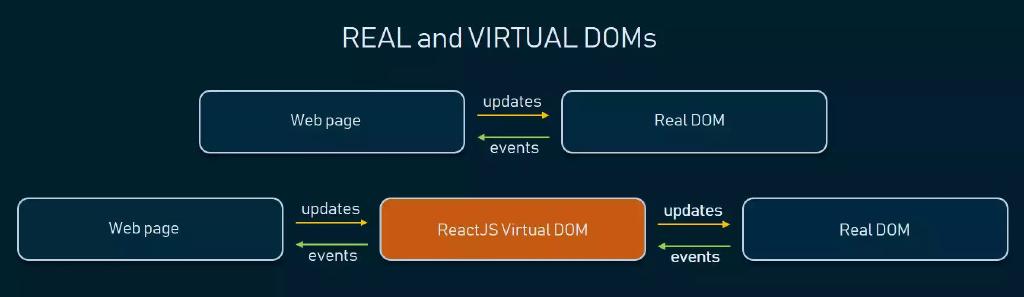 REAL and VIRTUAL DOMs
Web page
updates
events
Real DOM
Web page
updates
events
ReactJS Virtual DOM
updates
events
Real DOM